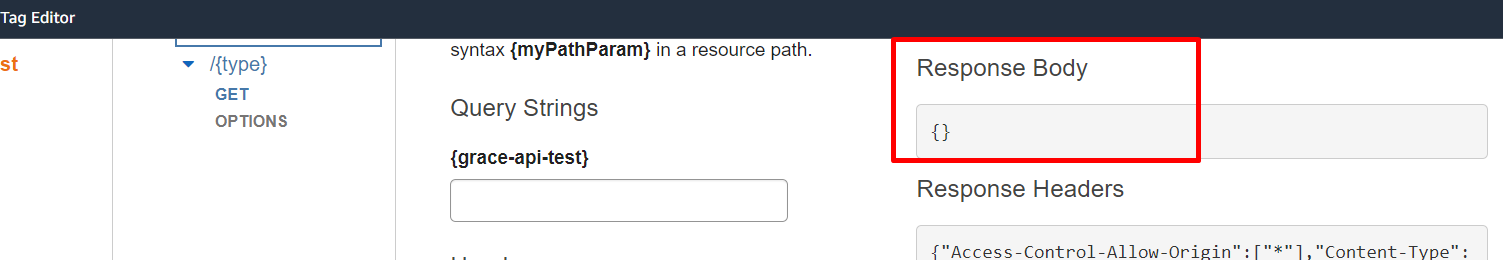 Tag Editor
st
/{type}
GET
OPTIONS
syntax {myPathParam} in a resource path.
Query Strings
{grace-api-test}
Response Body
{}
Response Headers
{"Access-Control-Allow-Origin":["*"],"Content-Type":